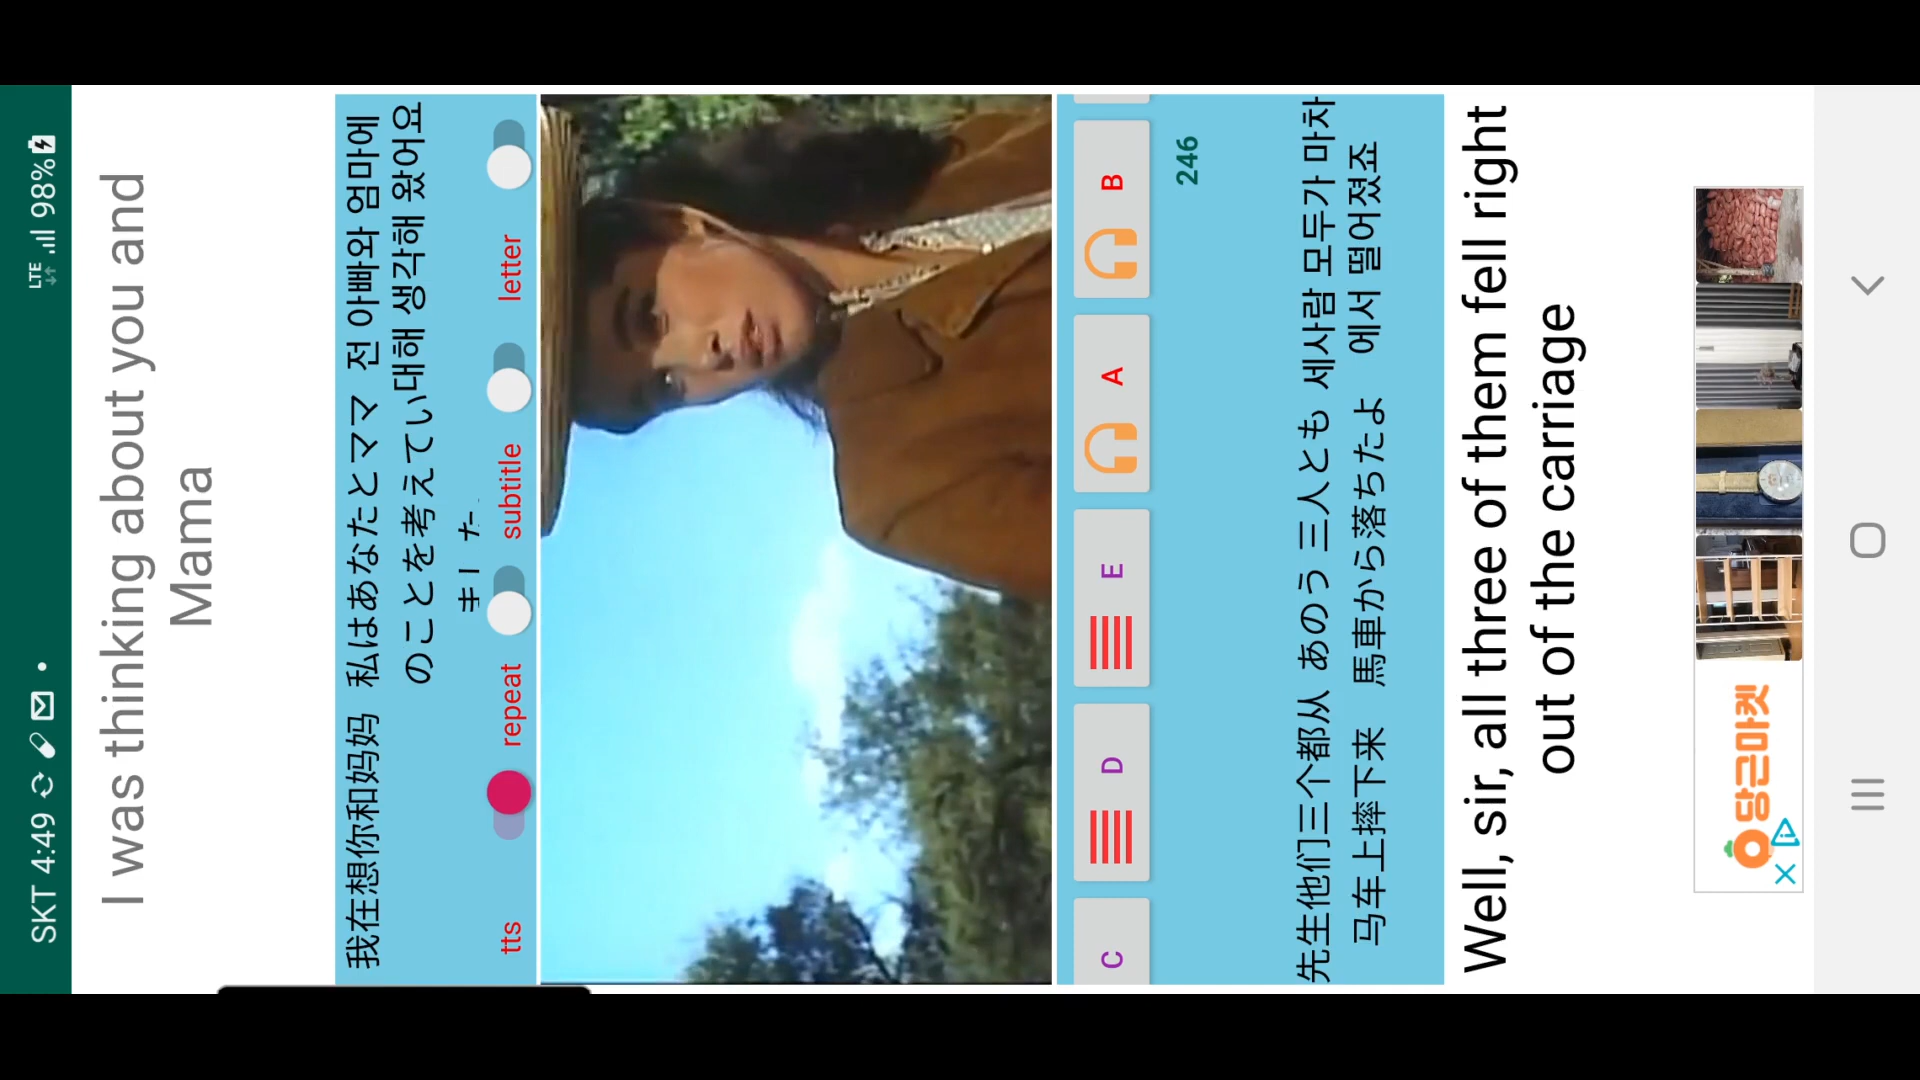 SKT 4:49
LTE 98%
I was thinking about you and
Mama
我在想你和妈妈
私はあなたとママ
のことを考えてい
ました
전 아빠와 엄마에
대해 생각해 왔어요
tts
repeat
subtitle
letter
C
D
E
A
B
246
先生他们三个都从
马车上摔下来
あのう 三人とも
馬車から落ちたよ
세사람 모두가 마차
에서 떨어졌죠
Well, sir, all three of them fell right
out of the carriage
당근마켓